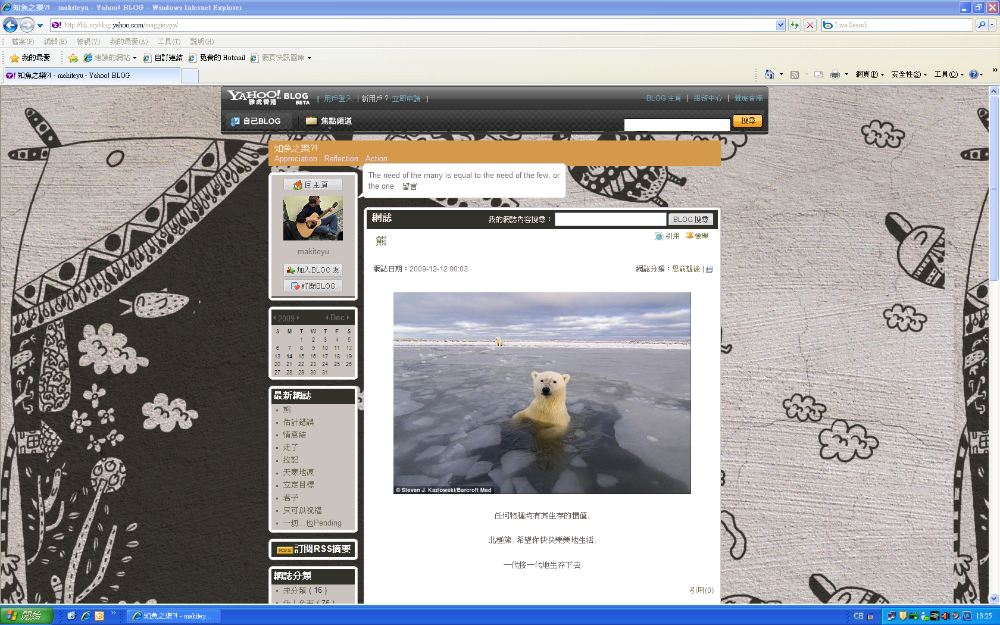 知魚之樂?! - makiteyu - Yahoo! BLOG - Windows Internet Explorer
http://hk.myblog.yahoo.com/maggieypy/
Live Search
檔案(F) 編輯(E) 檢視(V) 我的最愛(A) 工具(T) 說明(H)
我的最愛 建議的網站 自訂連結 免費的 Hotmail 網頁快訊圖庫
知魚之樂?! - makiteyu - Yahoo! BLOG
網頁(P) 安全性(S) 工具(O)
YAHOO! BLOG
雅虎香港 BETA
[ 用戶登入 | 新用戶？ 立即申請 ]
BLOG 主頁 | 服務中心 | 雅虎香港
自己BLOG 焦點頻道 搜尋
知魚之樂?!
Appreciation . Reflection . Action
The need of the many is equal to the need of the few, or
the one 留言
回主頁
makiteyu
加入BLOG 友
訂閱BLOG
2009 Dec
S M T W T F S
1 2 3 4 5
6 7 8 9 10 11 12
13 14 15 16 17 18 19
20 21 22 23 24 25 26
27 28 29 30 31
最新網誌
熊
估計錯誤
情意結
走了
拉記
天寒地凍
立定目標
君子
只可以祝福
一切...也Pending
RSS 訂閱RSS摘要
網誌分類
未分類 ( 16 )
網誌
我的網誌內容搜尋： BLOG 搜尋
引用 檢舉
熊
網誌日期：2009-12-12 00:03
網誌分類：思前想後 |
© Steven J. Kazlowski/Barcroft Med
任何物種均有其生存的價值,
北極熊, 希望你快快樂樂地生活,
一代接一代地生存下去
引用(0)
開始
知魚之樂?! - makitey...
CH
18:25